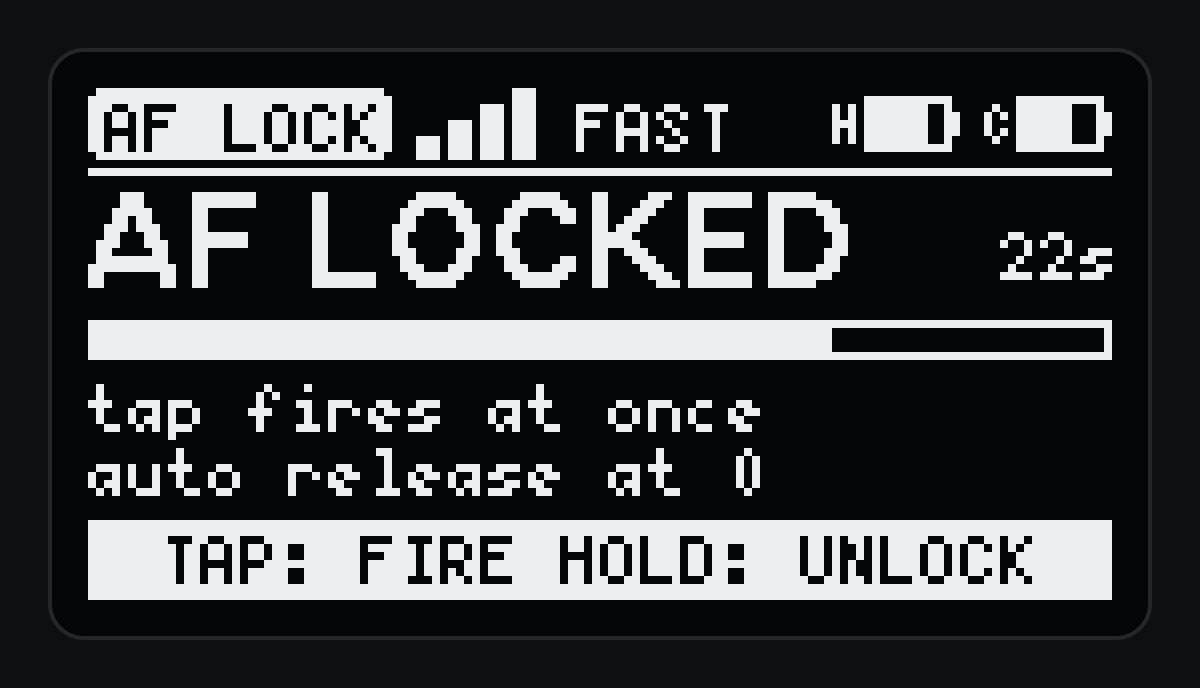 AF LOCK FAST H C
AF LOCKED 22s
tap fires at once
auto release at 0
TAP: FIRE HOLD: UNLOCK